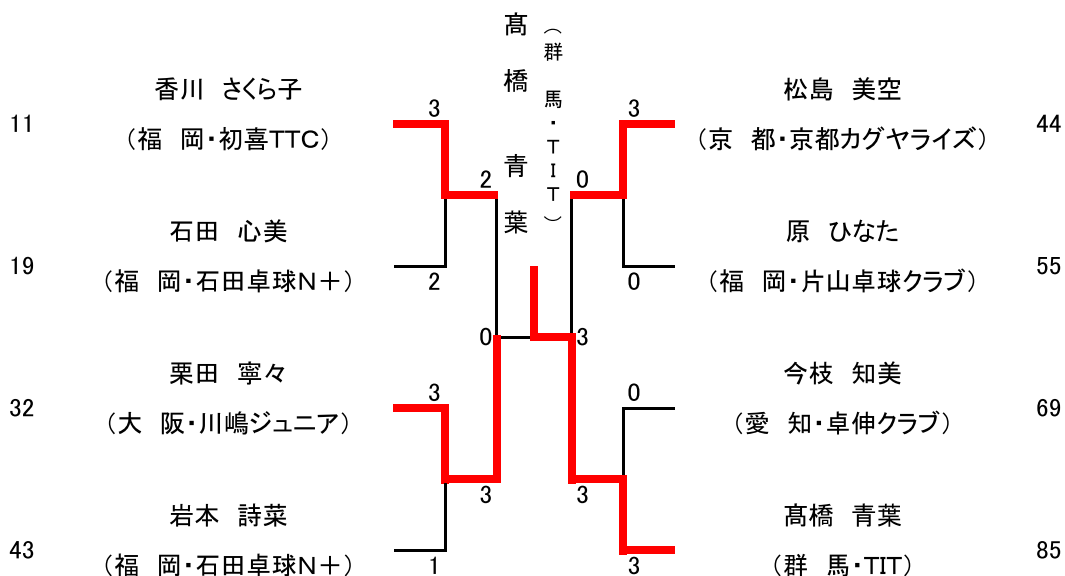 髙橋 青葉
（群 馬・TIT）
11
香川 さくら子
（福 岡・初喜TTC）
3
19
石田 心美
（福 岡・石田卓球N＋）
2
2
32
栗田 寧々
（大 阪・川嶋ジュニア）
3
43
岩本 詩菜
（福 岡・石田卓球N＋）
1
3
0
松島 美空
（京 都・京都カグヤライズ）
44
3
原 ひなた
（福 岡・片山卓球クラブ）
55
0
0
今枝 知美
（愛 知・卓伸クラブ）
69
0
髙橋 青葉
（群 馬・TIT）
85
3
3
3